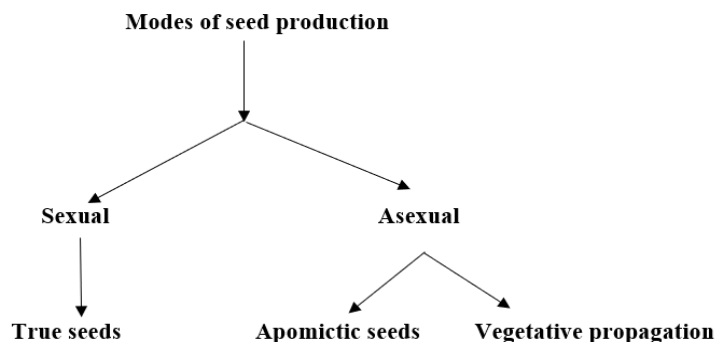 Modes of seed production
Sexual
Asexual
True seeds
Apomictic seeds
Vegetative propagation